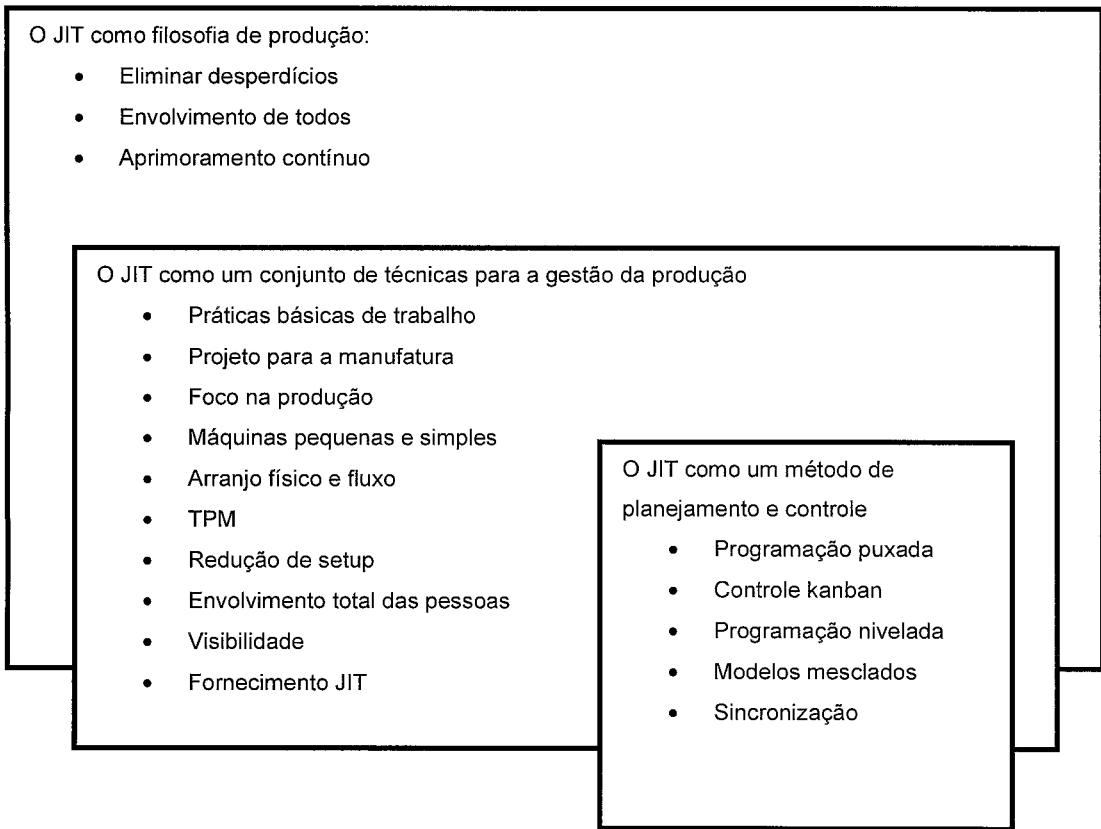 O JIT como filosofia de produção:
• Eliminar desperdícios
• Envolvimento de todos
• Aprimoramento contínuo
O JIT como um conjunto de técnicas para a gestão da produção
• Práticas básicas de trabalho
• Projeto para a manufatura
• Foco na produção
• Máquinas pequenas e simples
• Arranjo físico e fluxo
• TPM
• Redução de setup
• Envolvimento total das pessoas
• Visibilidade
• Fornecimento JIT
O JIT como um método de
planejamento e controle
• Programação puxada
• Controle kanban
• Programação nivelada
• Modelos mesclados
• Sincronização